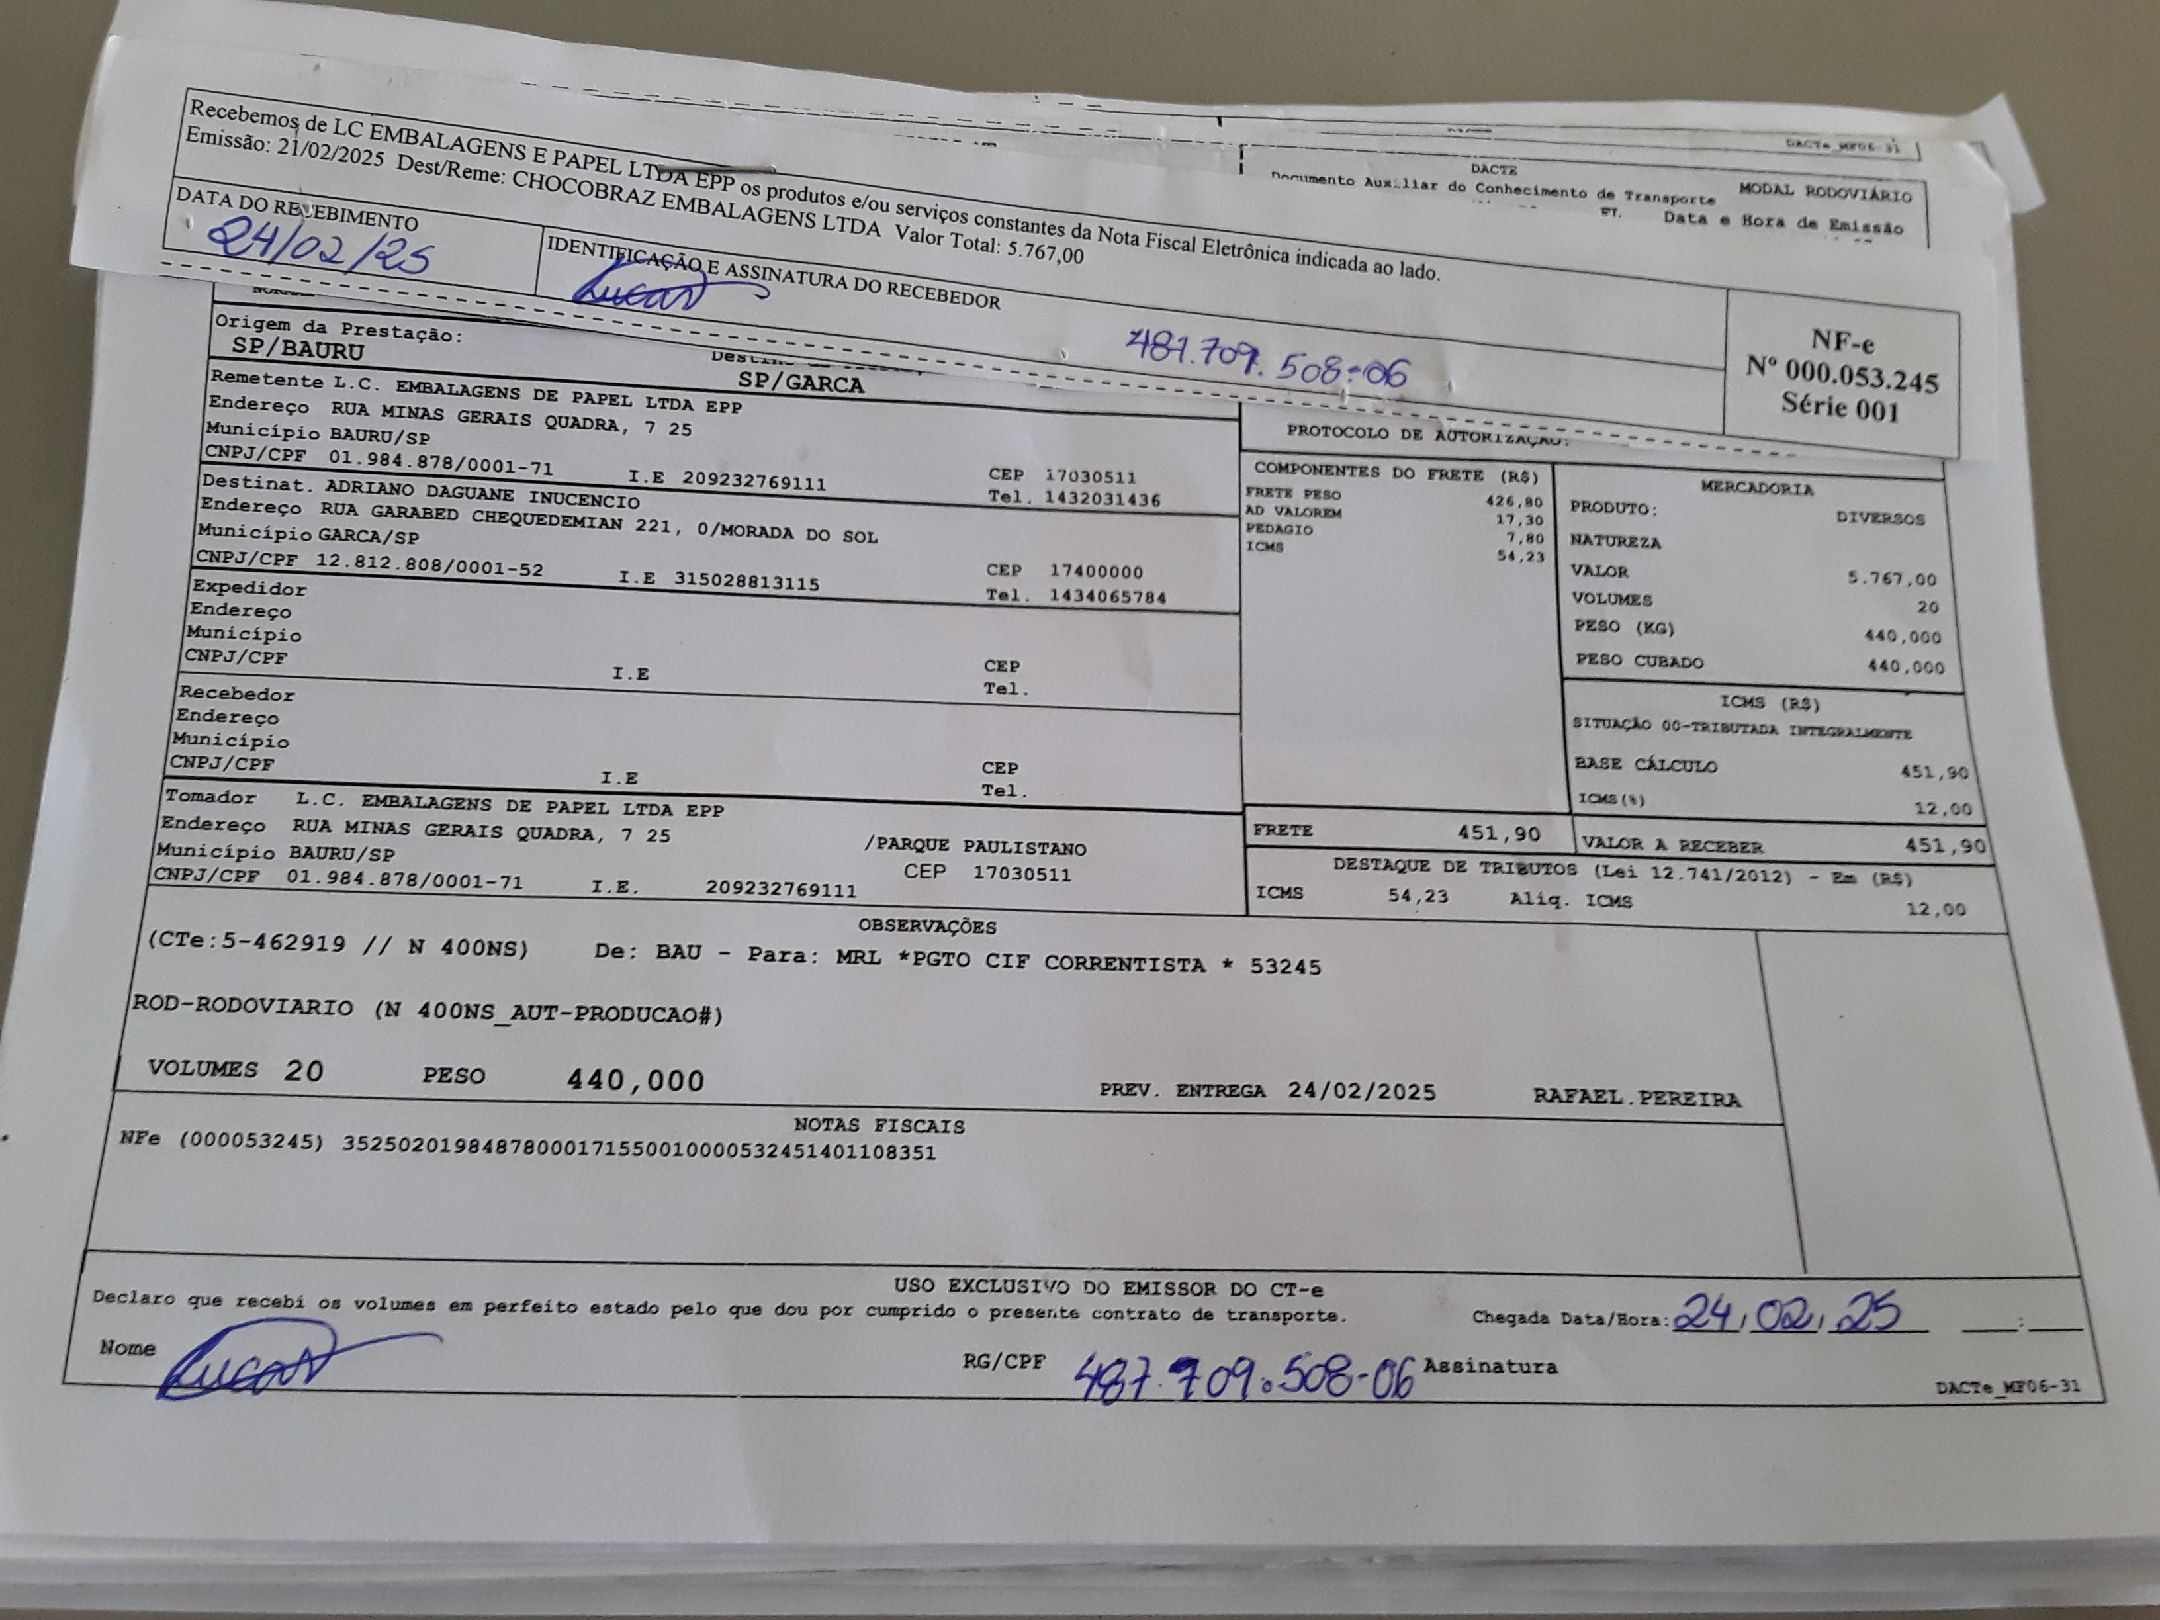 Recebemos de LC EMBALAGENS E PAPEL LTDA EPP os produtos e/ou serviços constantes da Nota Fiscal Eletrônica indicada ao lado.
Emissão: 21/02/2025 Dest/Reme: CHOCOBRAZ EMBALAGENS LTDA Valor Total: 5.767,00
DATA DO RECEBIMENTO
24/02/25
IDENTIFICAÇÃO E ASSINATURA DO RECEBEDOR
Lucas
481.709.508-06
NF-e
Nº 000.053.245
Série 001
DACTe_MF06-31
DACTE
Documento Auxiliar do Conhecimento de Transporte
MODAL RODOVIÁRIO
Data e Hora de Emissão
Origem da Prestação:
SP/BAURU
SP/GARCA
Remetente L.C. EMBALAGENS DE PAPEL LTDA EPP
Endereço RUA MINAS GERAIS QUADRA, 7 25
Município BAURU/SP
CNPJ/CPF 01.984.878/0001-71 I.E 209232769111 CEP 17030511
Tel. 1432031436
Destinat. ADRIANO DAGUANE INUCENCIO
Endereço RUA GARABED CHEQUEDEMIAN 221, 0/MORADA DO SOL
Município GARCA/SP
CNPJ/CPF 12.812.808/0001-52 I.E 315028813115 CEP 17400000
Tel. 1434065784
Expedidor
Endereço
Município
CNPJ/CPF I.E CEP
Tel.
Recebedor
Endereço
Município
CNPJ/CPF I.E CEP
Tel.
Tomador L.C. EMBALAGENS DE PAPEL LTDA EPP
Endereço RUA MINAS GERAIS QUADRA, 7 25 /PARQUE PAULISTANO
Município BAURU/SP CEP 17030511
CNPJ/CPF 01.984.878/0001-71 I.E. 209232769111
PROTOCOLO DE AUTORIZAÇÃO:
COMPONENTES DO FRETE (R$)
FRETE PESO 426,80
AD VALOREM 17,30
PEDAGIO 7,80
ICMS 54,23
MERCADORIA
PRODUTO: DIVERSOS
NATUREZA
VALOR 5.767,00
VOLUMES 20
PESO (KG) 440,000
PESO CUBADO 440,000
ICMS (R$)
SITUAÇÃO 00-TRIBUTADA INTEGRALMENTE
BASE CÁLCULO 451,90
ICMS(%) 12,00
FRETE 451,90 VALOR A RECEBER 451,90
DESTAQUE DE TRIBUTOS (Lei 12.741/2012) - Em (R$)
ICMS 54,23 Aliq. ICMS 12,00
OBSERVAÇÕES
(CTe:5-462919 // N 400NS) De: BAU - Para: MRL *PGTO CIF CORRENTISTA * 53245
ROD-RODOVIARIO (N 400NS_AUT-PRODUCAO#)
VOLUMES 20 PESO 440,000 PREV. ENTREGA 24/02/2025 RAFAEL.PEREIRA
NOTAS FISCAIS
NFe (000053245) 35250201984878000171550010000532451401108351
USO EXCLUSIVO DO EMISSOR DO CT-e
Declaro que recebi os volumes em perfeito estado pelo que dou por cumprido o presente contrato de transporte.
Chegada Data/Hora: 24,02,25 :
Nome Lucas RG/CPF 487.709.508-06 Assinatura
DACTe_MF06-31